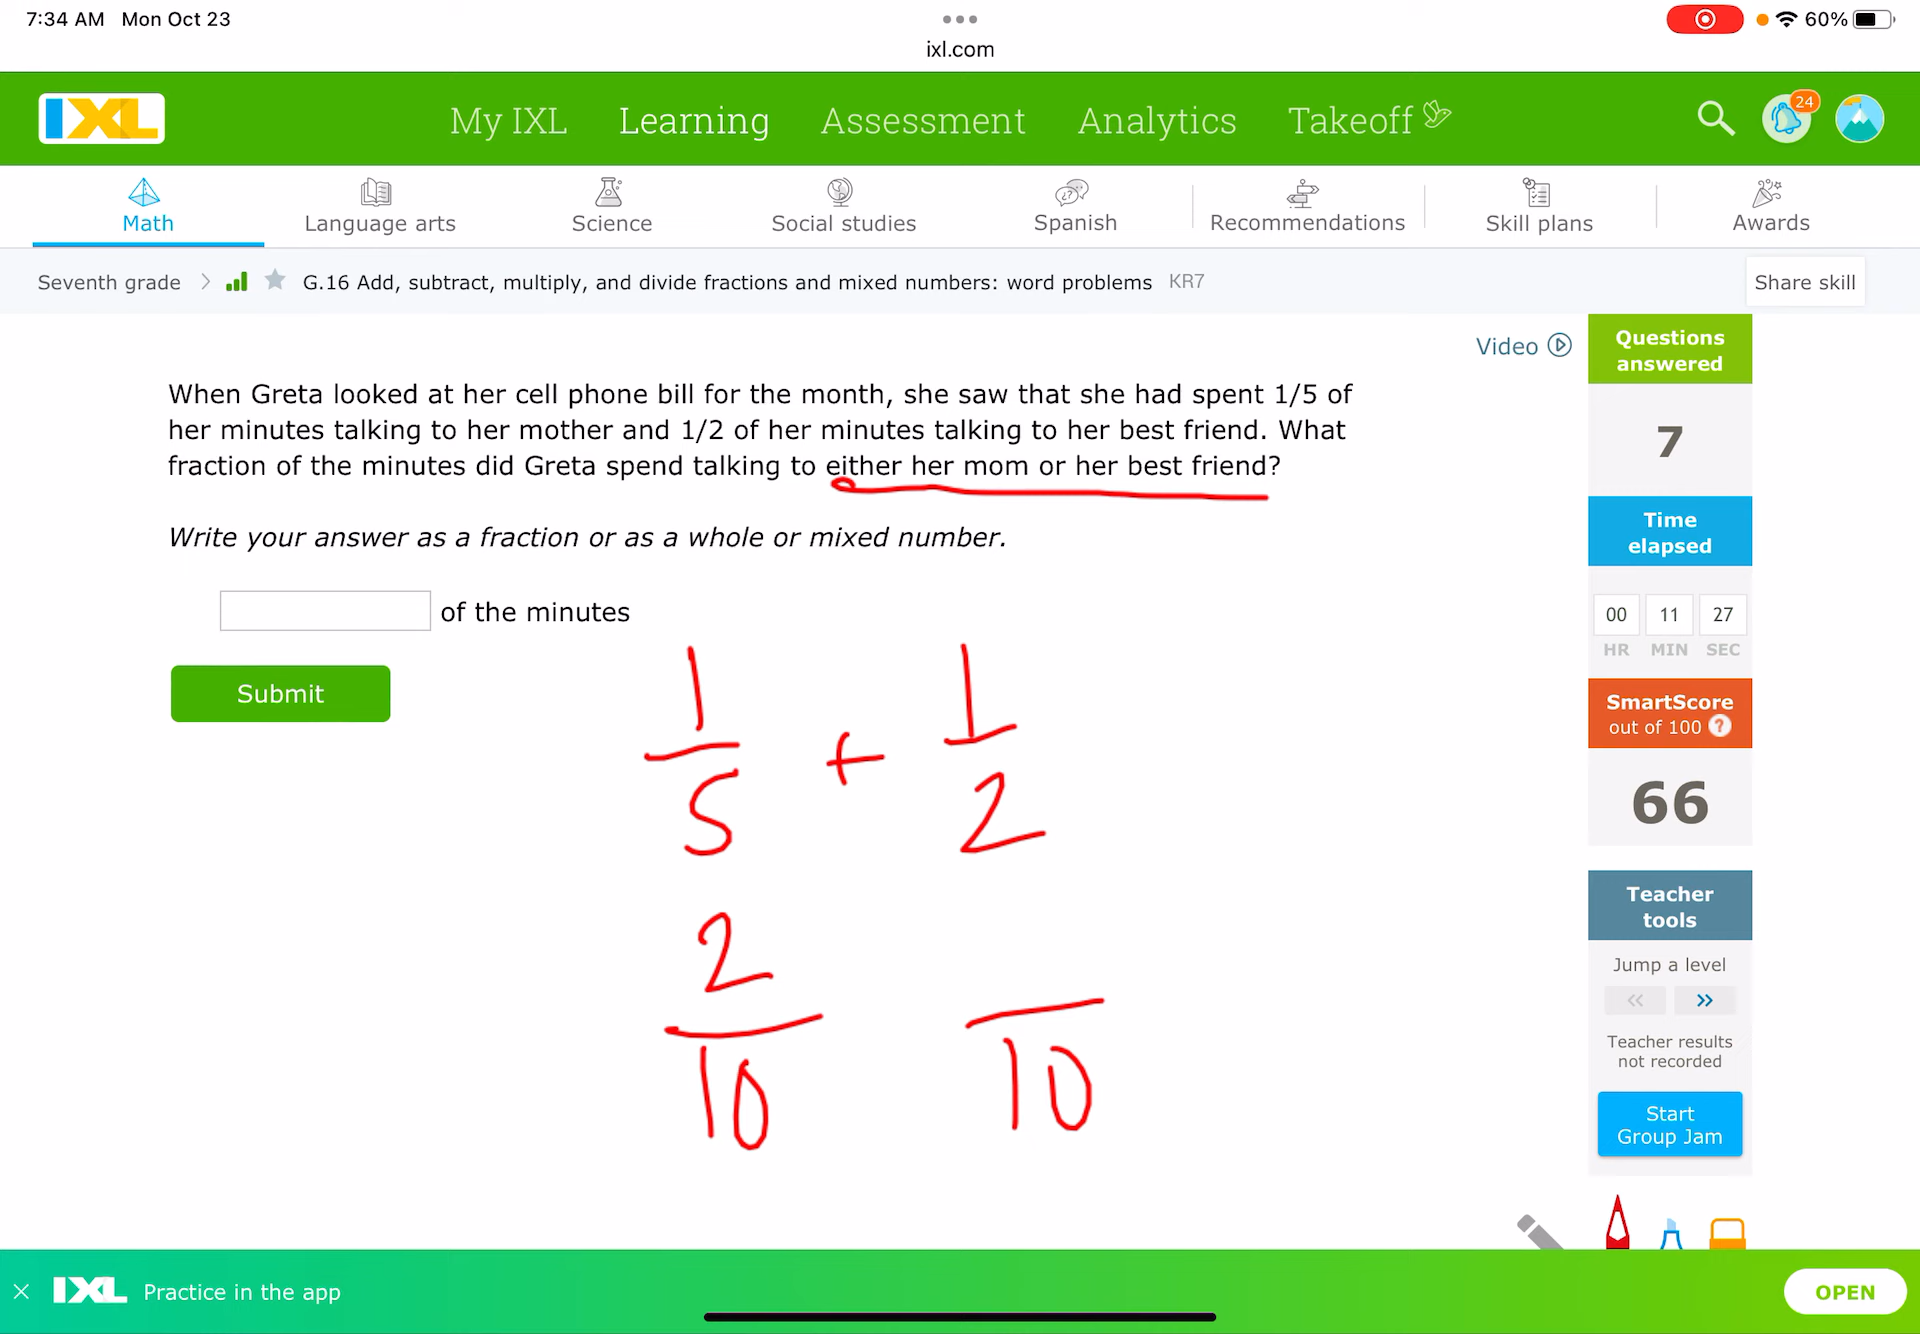 7:34 AM Mon Oct 23
60%
ixl.com
IXL
My IXL Learning Assessment Analytics Takeoff
24
Math Language arts Science Social studies Spanish Recommendations Skill plans Awards
Seventh grade G.16 Add, subtract, multiply, and divide fractions and mixed numbers: word problems KR7
Share skill
Video
When Greta looked at her cell phone bill for the month, she saw that she had spent 1/5 of
her minutes talking to her mother and 1/2 of her minutes talking to her best friend. What
fraction of the minutes did Greta spend talking to either her mom or her best friend?
Write your answer as a fraction or as a whole or mixed number.
of the minutes
Submit
1 1
+
5 2
2
10 10
Questions
answered
7
Time
elapsed
00 11 27
HR MIN SEC
SmartScore
out of 100 ?
66
Teacher
tools
Jump a level
Teacher results
not recorded
Start
Group Jam
IXL Practice in the app
OPEN